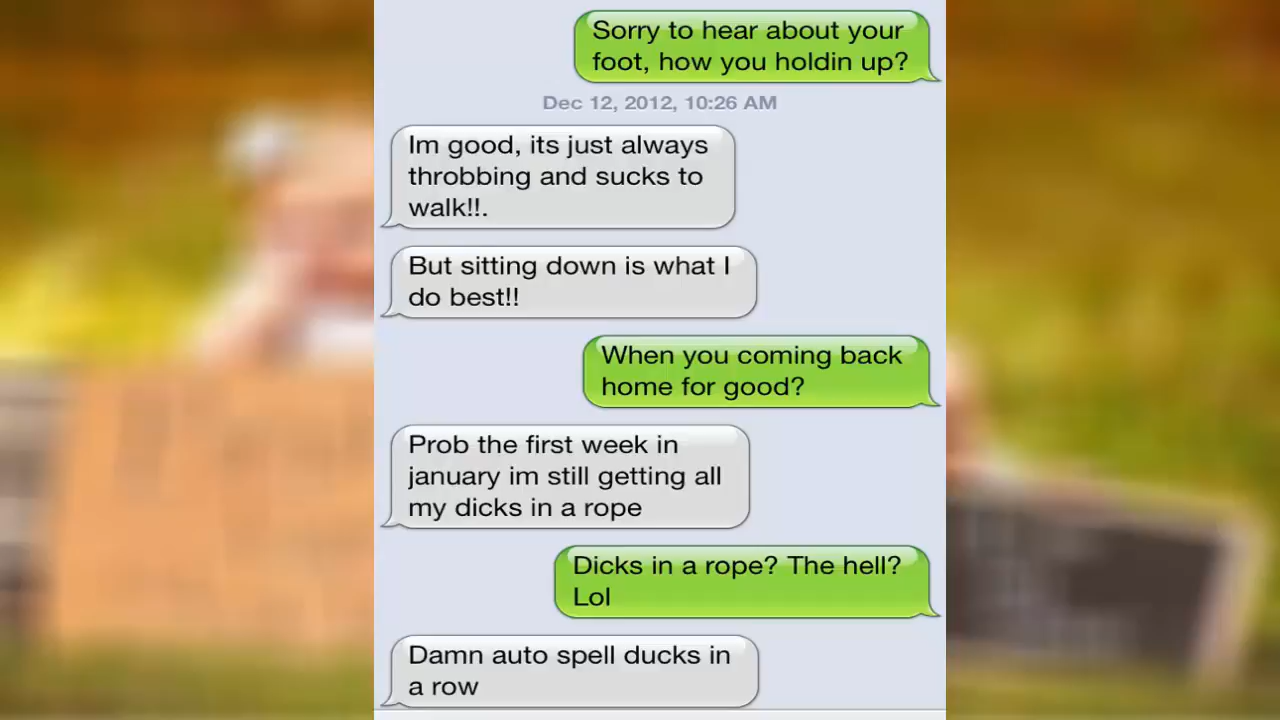 Sorry to hear about your
foot, how you holdin up?
Dec 12, 2012, 10:26 AM
Im good, its just always
throbbing and sucks to
walk!!.
But sitting down is what I
do best!!
When you coming back
home for good?
Prob the first week in
january im still getting all
my dicks in a rope
Dicks in a rope? The hell?
Lol
Damn auto spell ducks in
a row